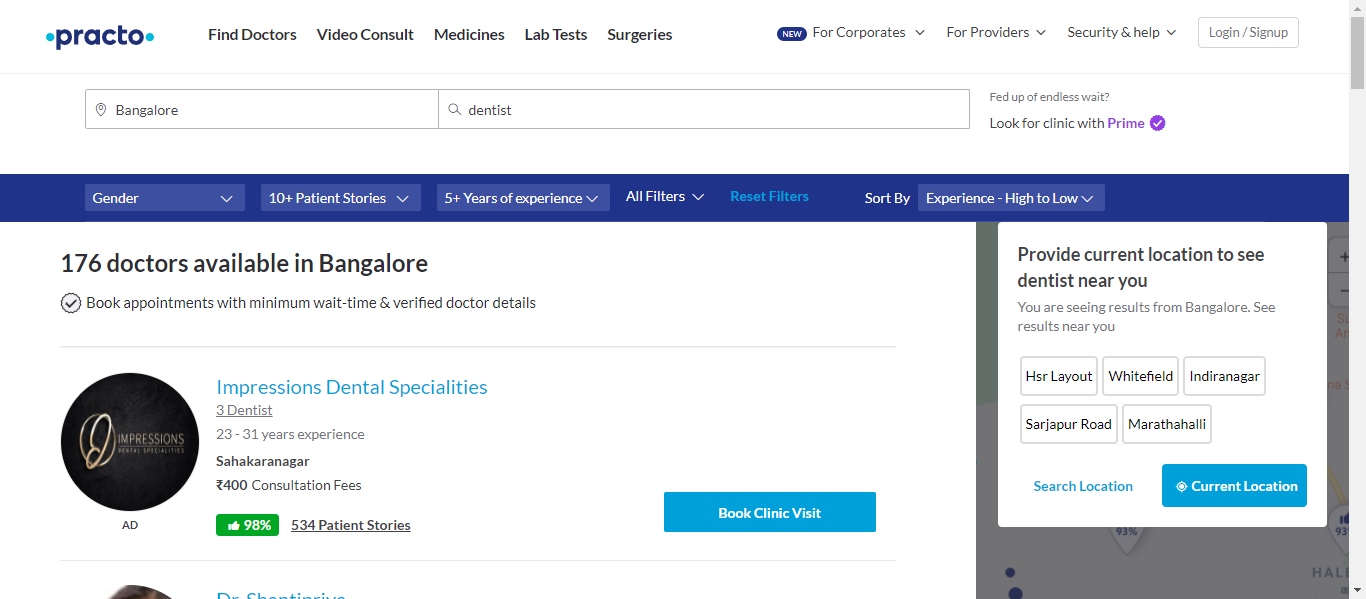 practo
Find Doctors
Video Consult
Medicines
Lab Tests
Surgeries
NEW For Corporates
For Providers
Security & help
Login / Signup
Bangalore
dentist
Fed up of endless wait?
Look for clinic with Prime
Gender
10+ Patient Stories
5+ Years of experience
All Filters
Reset Filters
Sort By
Experience - High to Low
176 doctors available in Bangalore
Book appointments with minimum wait-time & verified doctor details
IMPRESSIONS
DENTAL SPECIALITIES
AD
Impressions Dental Specialities
3 Dentist
23 - 31 years experience
Sahakaranagar
₹400 Consultation Fees
98%
534 Patient Stories
Book Clinic Visit
Provide current location to see
dentist near you
You are seeing results from Bangalore. See
results near you
Hsr Layout
Whitefield
Indiranagar
Sarjapur Road
Marathahalli
Search Location
Current Location
93%
93%
Dr. Shantipriya